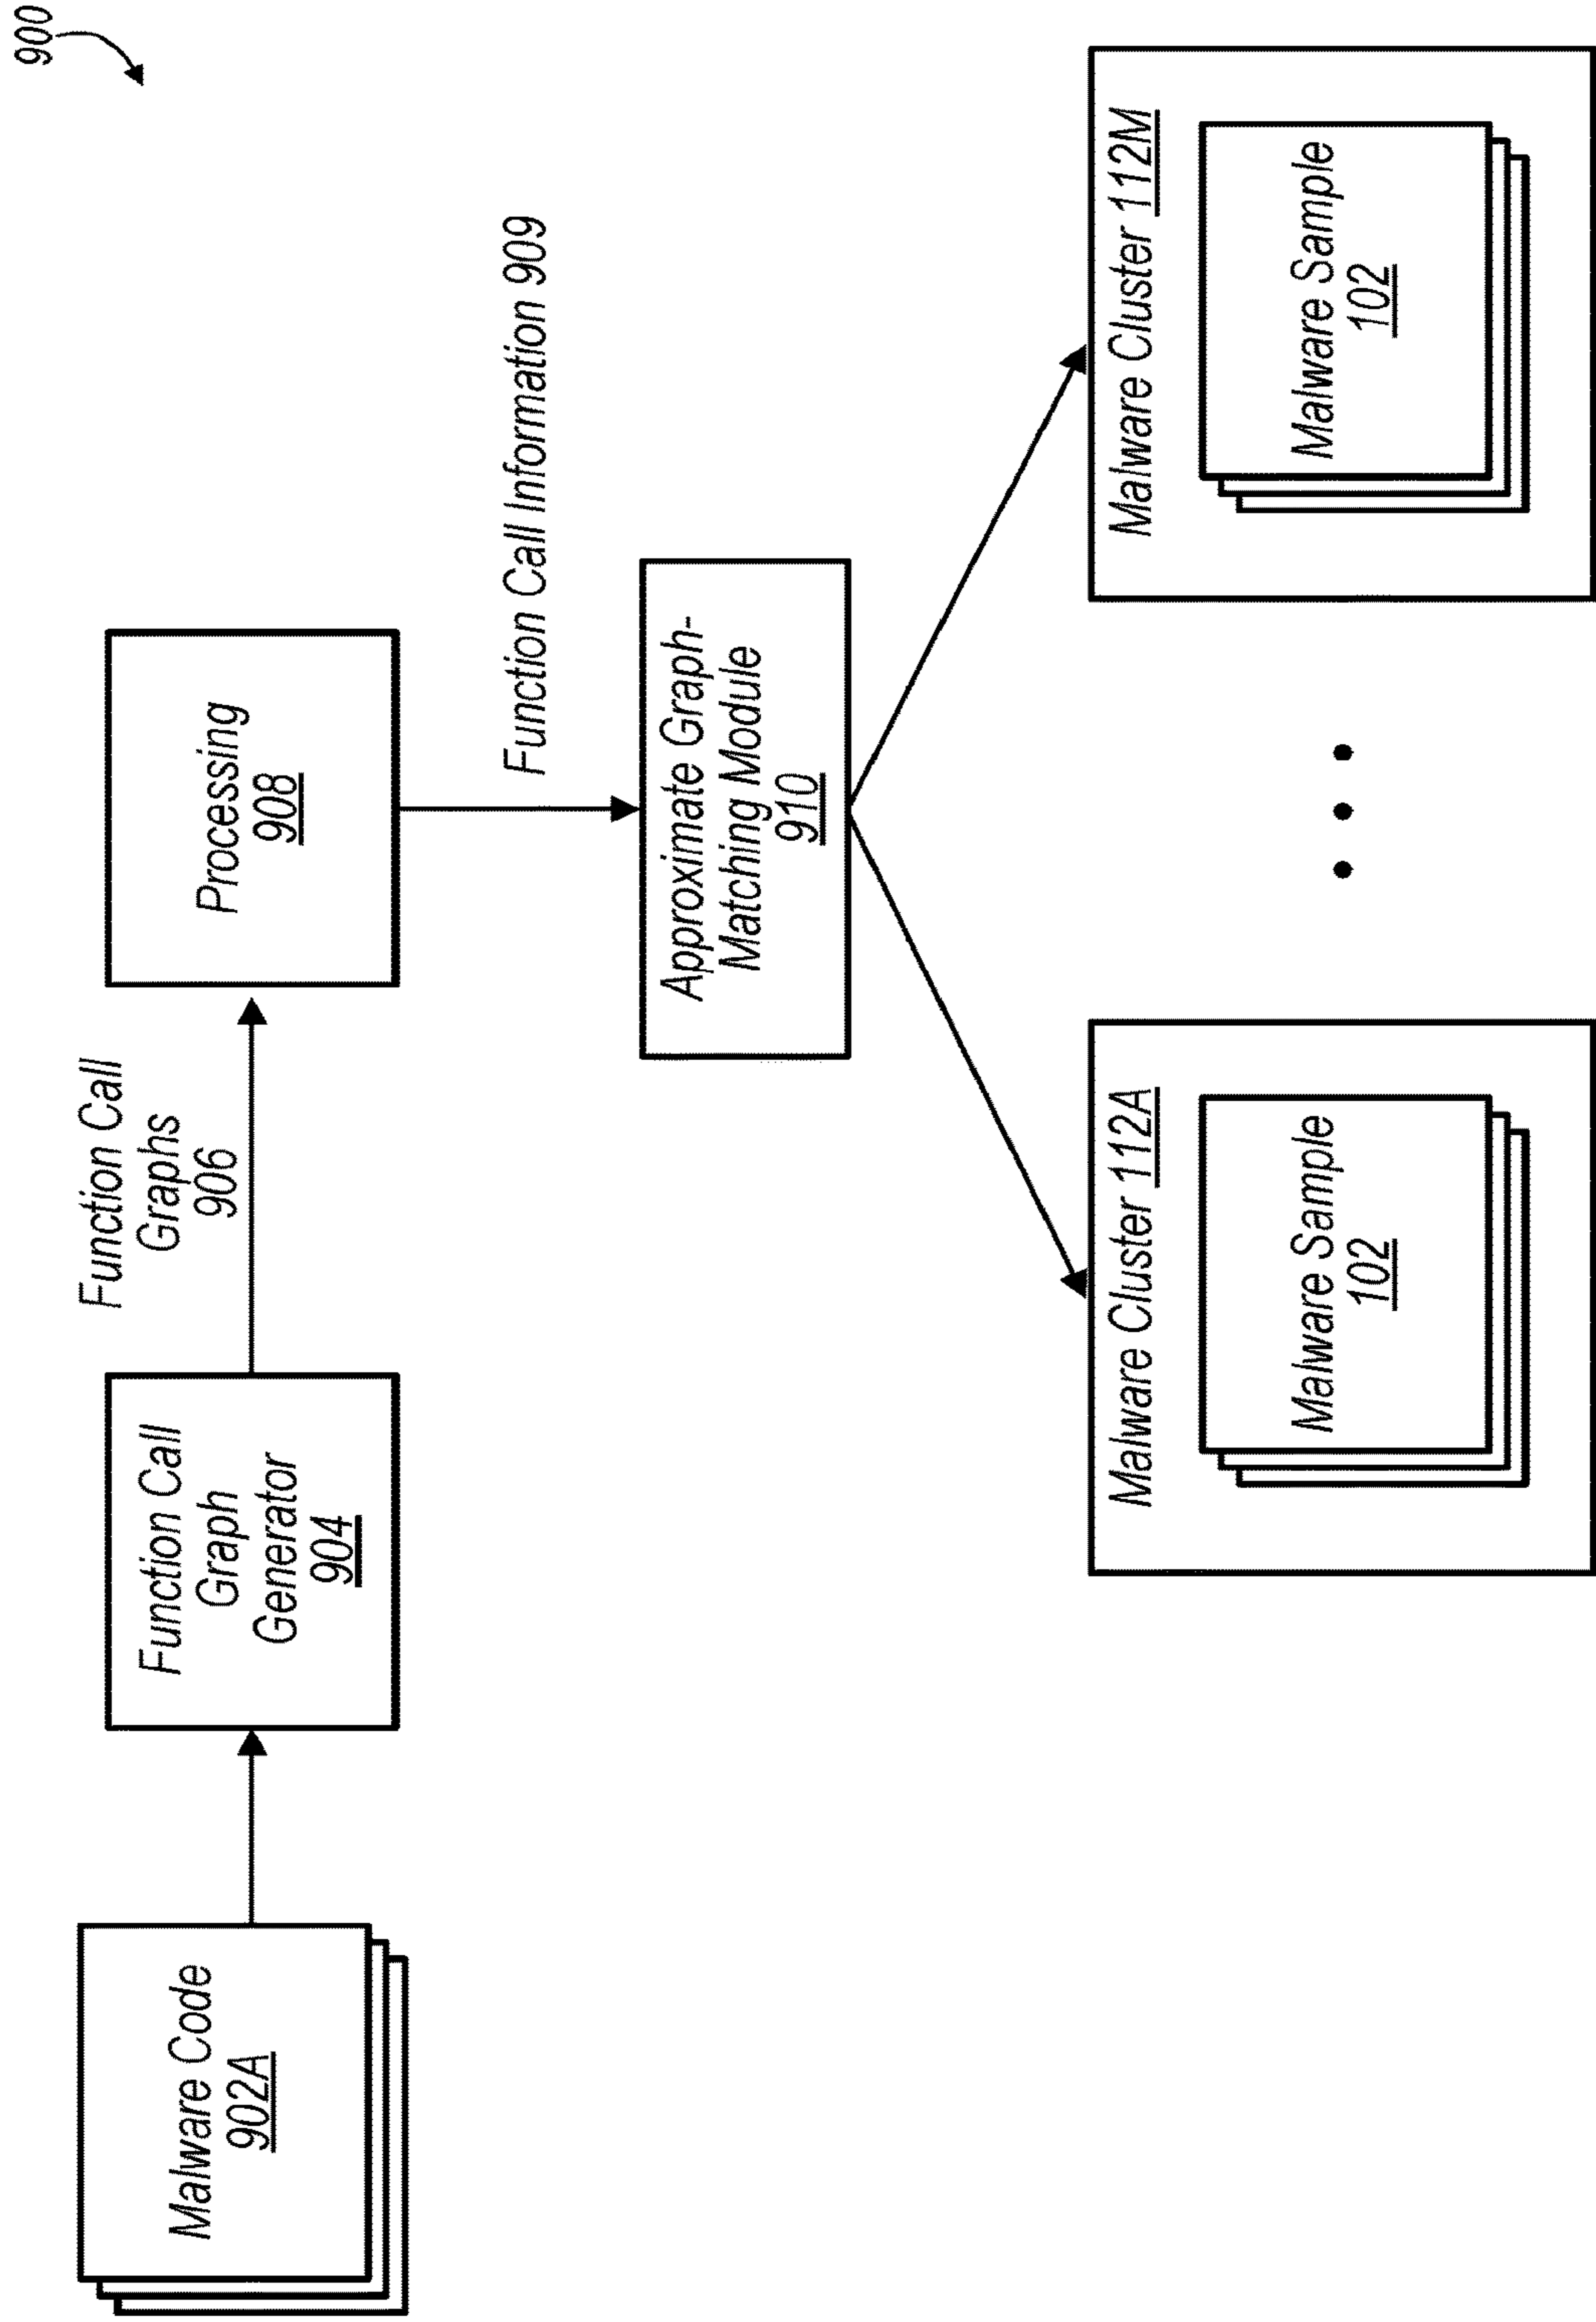 900
Malware Code
902A
Function Call
Graph
Generator
904
Function Call
Graphs
906
Processing
908
Function Call Information 909
Approximate Graph-
Matching Module
910
Malware Cluster 112A
Malware Sample
102
Malware Cluster 112M
Malware Sample
102